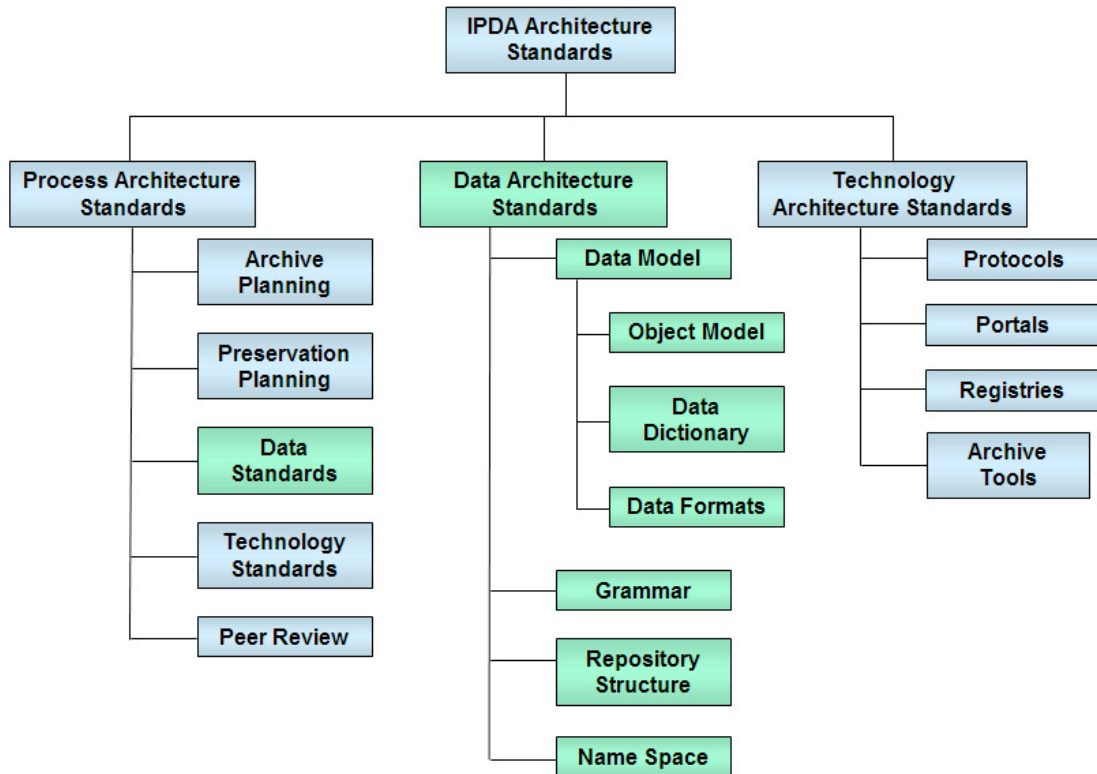 IPDA Architecture
Standards
Process Architecture
Standards
Archive
Planning
Preservation
Planning
Data
Standards
Technology
Standards
Peer Review
Data Architecture
Standards
Data Model
Object Model
Data
Dictionary
Data Formats
Grammar
Repository
Structure
Name Space
Technology
Architecture Standards
Protocols
Portals
Registries
Archive
Tools